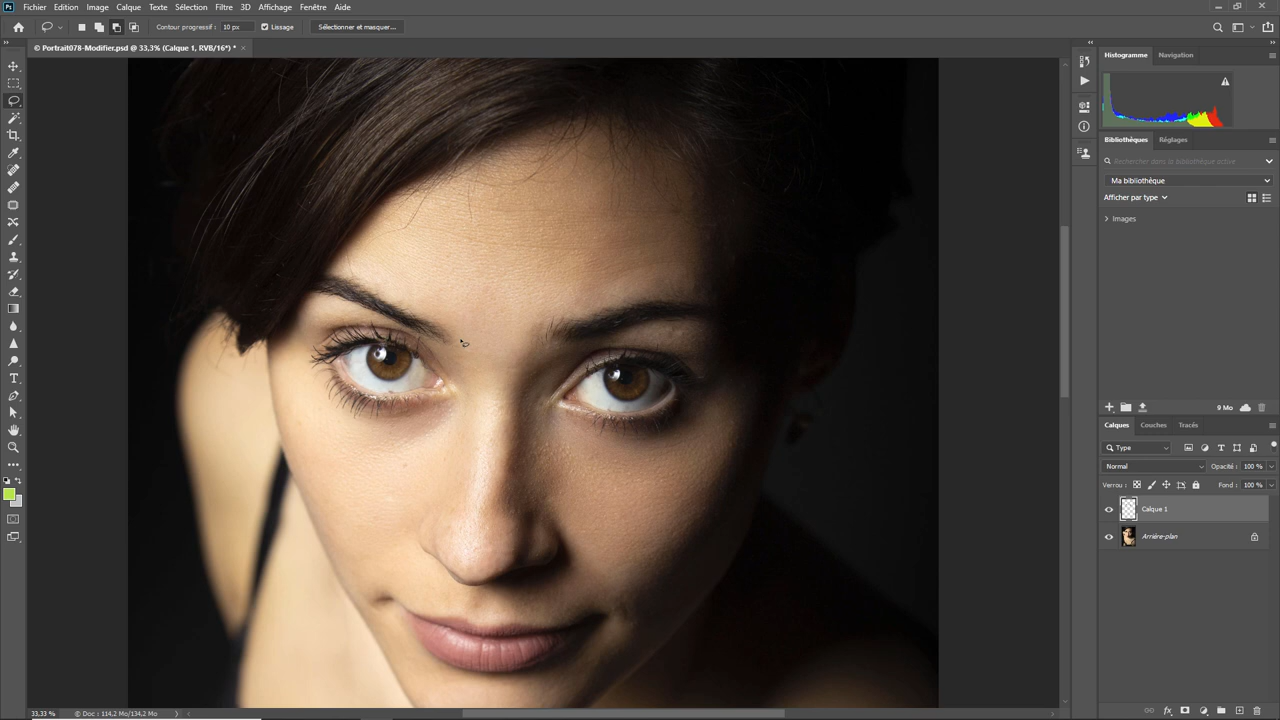 Ps Fichier Edition Image Calque Texte Sélection Filtre 3D Affichage Fenêtre Aide
Contour progressif : 10 px Lissage Sélectionner et masquer...
© Portrait078-Modifier.psd @ 33,3% (Calque 1, RVB/16*) * ×
Histogramme Navigation
Bibliothèques Réglages
Rechercher dans la bibliothèque active
Ma bibliothèque
Afficher par type
Images
9 Mo
Calques Couches Tracés
Type
Normal Opacité : 100 %
Verrou : Fond : 100 %
Calque 1
Arrière-plan
33,33 % © Doc : 114,2 Mo/134,2 Mo